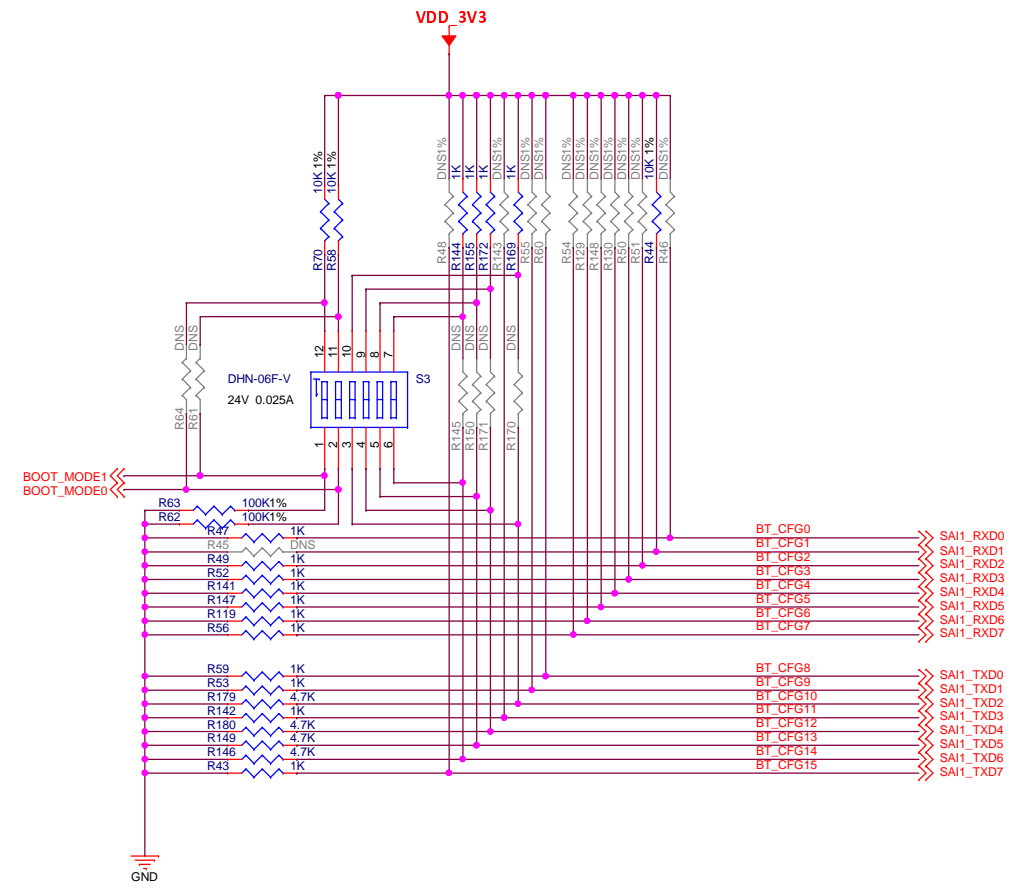 VDD_3V3
10K 1%
10K 1%
DNS1%
1K
1K
1K
DNS1%
1K
DNS1%
DNS1%
DNS1%
DNS1%
DNS1%
DNS1%
DNS1%
DNS1%
10K 1%
DNS1%
R70
R58
R48
R144
R155
R172
R143
R169
R55
R60
R54
R129
R148
R130
R50
R51
R44
R46
DNS
DNS
12
11
10
9
8
7
DNS
DNS
DNS
DNS
DHN-06F-V
S3
24V 0.025A
1
R64
R61
R145
R150
R171
R170
1
2
3
4
5
6
BOOT_MODE1
BOOT_MODE0
R63 100K1%
R62 100K1%
R47 1K BT_CFG0 SAI1_RXD0
R45 DNS BT_CFG1 SAI1_RXD1
R49 1K BT_CFG2 SAI1_RXD2
R52 1K BT_CFG3 SAI1_RXD3
R141 1K BT_CFG4 SAI1_RXD4
R147 1K BT_CFG5 SAI1_RXD5
R119 1K BT_CFG6 SAI1_RXD6
R56 1K BT_CFG7 SAI1_RXD7
R59 1K BT_CFG8 SAI1_TXD0
R53 1K BT_CFG9 SAI1_TXD1
R179 4.7K BT_CFG10 SAI1_TXD2
R142 1K BT_CFG11 SAI1_TXD3
R180 4.7K BT_CFG12 SAI1_TXD4
R149 4.7K BT_CFG13 SAI1_TXD5
R146 4.7K BT_CFG14 SAI1_TXD6
R43 1K BT_CFG15 SAI1_TXD7
GND